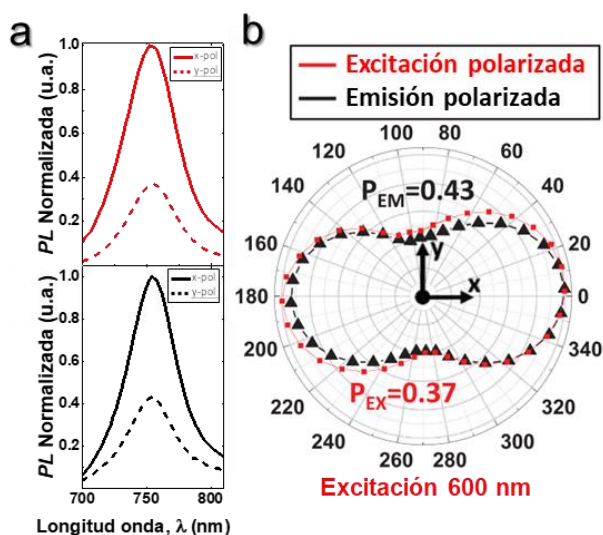 a
1.0
0.8
0.6
0.4
0.2
x-pol
y-pol
PL Normalizada (u.a.)
1.0
0.8
0.6
0.4
0.2
x-pol
y-pol
PL Normalizada (u.a.)
700
750
800
Longitud onda, λ (nm)
b
Excitación polarizada
Emisión polarizada
100
80
120
60
140
40
160
20
180
0
200
340
220
320
240
300
260
280
P_EM=0.43
y
x
P_EX=0.37
Excitación 600 nm